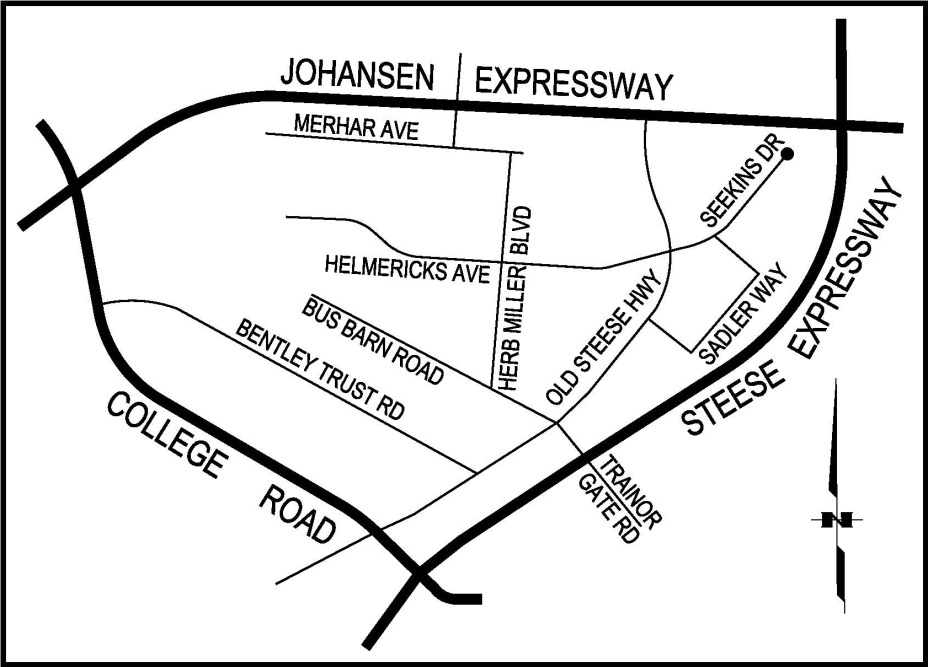 JOHANSEN EXPRESSWAY
MERHAR AVE
SEEKINS DR
HERB MILLER BLVD
HELMERICKS AVE
BUS BARN ROAD
BENTLEY TRUST RD
OLD STEESE HWY
SADLER WAY
STEESE EXPRESSWAY
COLLEGE ROAD
TRAINOR
GATE RD
N